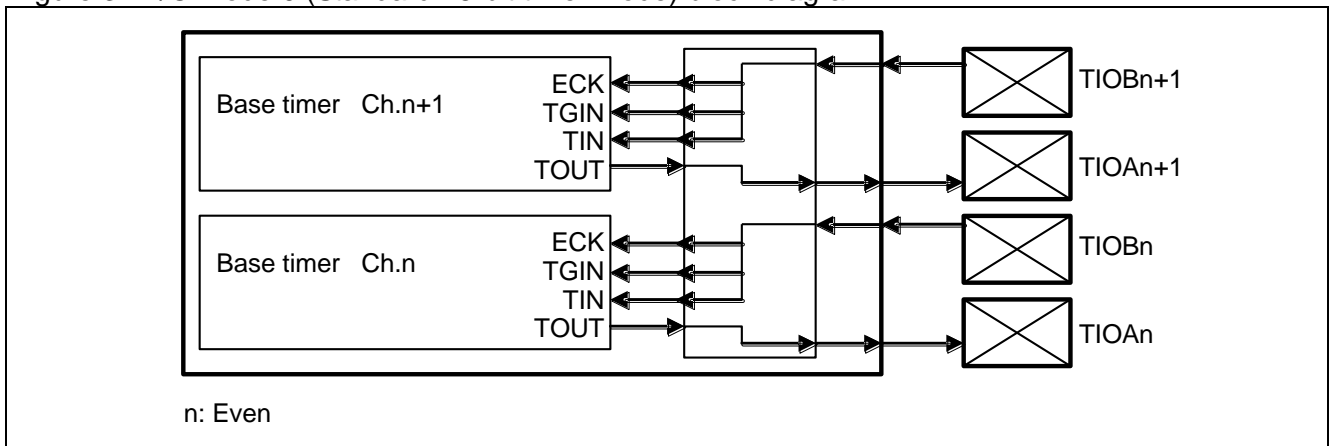 Base timer Ch.n+1
ECK
TGIN
TIN
TOUT
TIOBn+1
TIOAn+1
Base timer Ch.n
ECK
TGIN
TIN
TOUT
TIOBn
TIOAn
n: Even